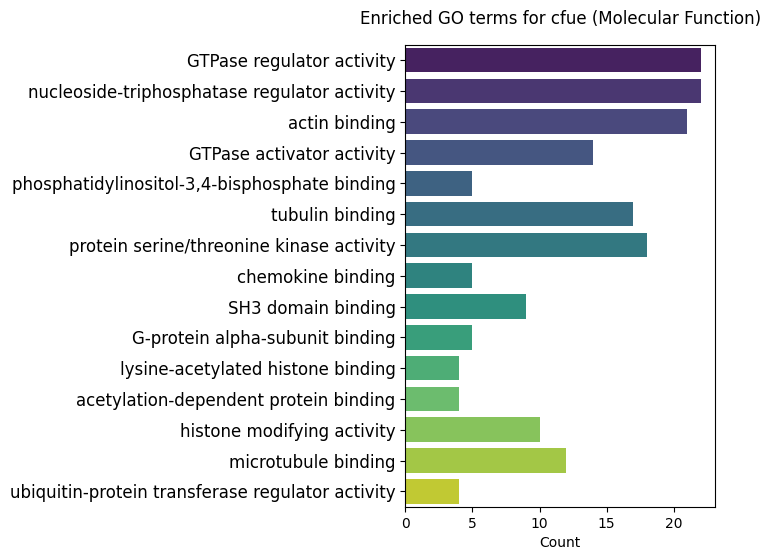 Enriched GO terms for cfue (Molecular Function)
GTPase regulator activity
nucleoside-triphosphatase regulator activity
actin binding
GTPase activator activity
phosphatidylinositol-3,4-bisphosphate binding
tubulin binding
protein serine/threonine kinase activity
chemokine binding
SH3 domain binding
G-protein alpha-subunit binding
lysine-acetylated histone binding
acetylation-dependent protein binding
histone modifying activity
microtubule binding
ubiquitin-protein transferase regulator activity
0 5 10 15 20
Count